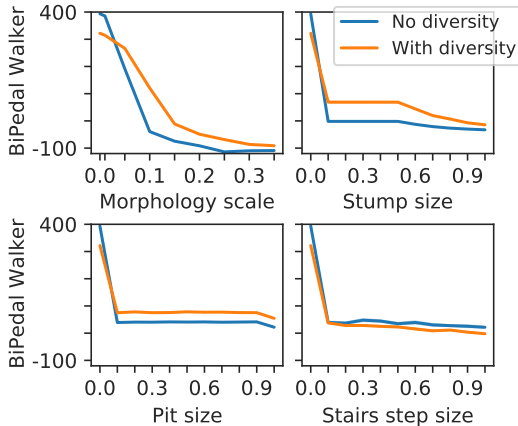 No diversity
With diversity
BiPedal Walker
400
-100
0.0 0.1 0.2 0.3
Morphology scale
0.0 0.3 0.6 0.9
Stump size
BiPedal Walker
400
-100
0.0 0.3 0.6 0.9
Pit size
0.0 0.3 0.6 0.9
Stairs step size